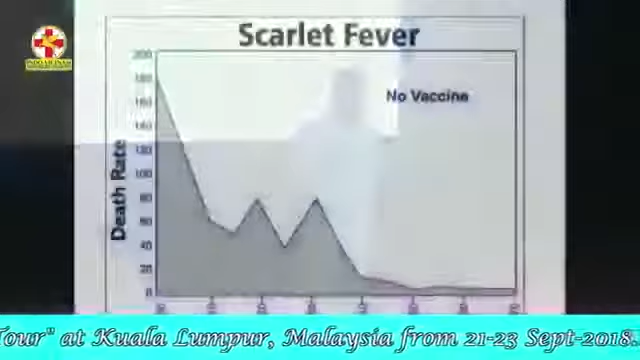 Scarlet Fever
No Vaccine
Death Rate
200
180
160
140
120
100
80
60
40
20
0
Tour" at Kuala Lumpur, Malaysia from 21-23 Sept-2018.